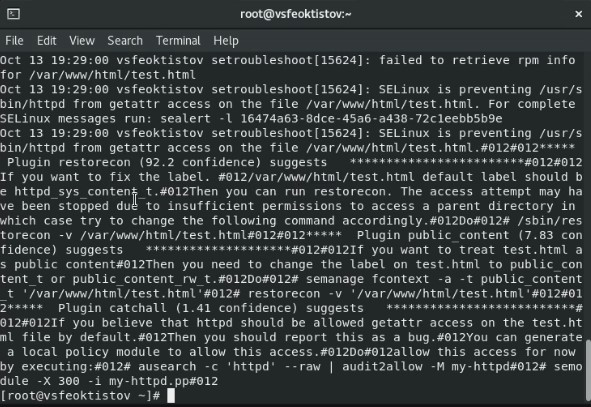 root@vsfeoktistov:~
File Edit View Search Terminal Help
Oct 13 19:29:00 vsfeoktistov setroubleshoot[15624]: failed to retrieve rpm info
for /var/www/html/test.html
Oct 13 19:29:00 vsfeoktistov setroubleshoot[15624]: SELinux is preventing /usr/s
bin/httpd from getattr access on the file /var/www/html/test.html. For complete
SELinux messages run: sealert -l 16474a63-8dce-45a6-a438-72c1eebb5b9e
Oct 13 19:29:00 vsfeoktistov setroubleshoot[15624]: SELinux is preventing /usr/s
bin/httpd from getattr access on the file /var/www/html/test.html.#012#012*****
Plugin restorecon (92.2 confidence) suggests ************************#012#012
If you want to fix the label. #012/var/www/html/test.html default label should b
e httpd_sys_content_t.#012Then you can run restorecon. The access attempt may ha
ve been stopped due to insufficient permissions to access a parent directory in
which case try to change the following command accordingly.#012Do#012# /sbin/res
torecon -v /var/www/html/test.html#012#012***** Plugin public_content (7.83 con
fidence) suggests ********************#012#012If you want to treat test.html a
s public content#012Then you need to change the label on test.html to public_con
tent_t or public_content_rw_t.#012Do#012# semanage fcontext -a -t public_content
_t '/var/www/html/test.html'#012# restorecon -v '/var/www/html/test.html'#012#01
2***** Plugin catchall (1.41 confidence) suggests **************************#
012#012If you believe that httpd should be allowed getattr access on the test.ht
ml file by default.#012Then you should report this as a bug.#012You can generate
a local policy module to allow this access.#012Do#012allow this access for now
by executing:#012# ausearch -c 'httpd' --raw | audit2allow -M my-httpd#012# semo
dule -X 300 -i my-httpd.pp#012
[root@vsfeoktistov ~]#